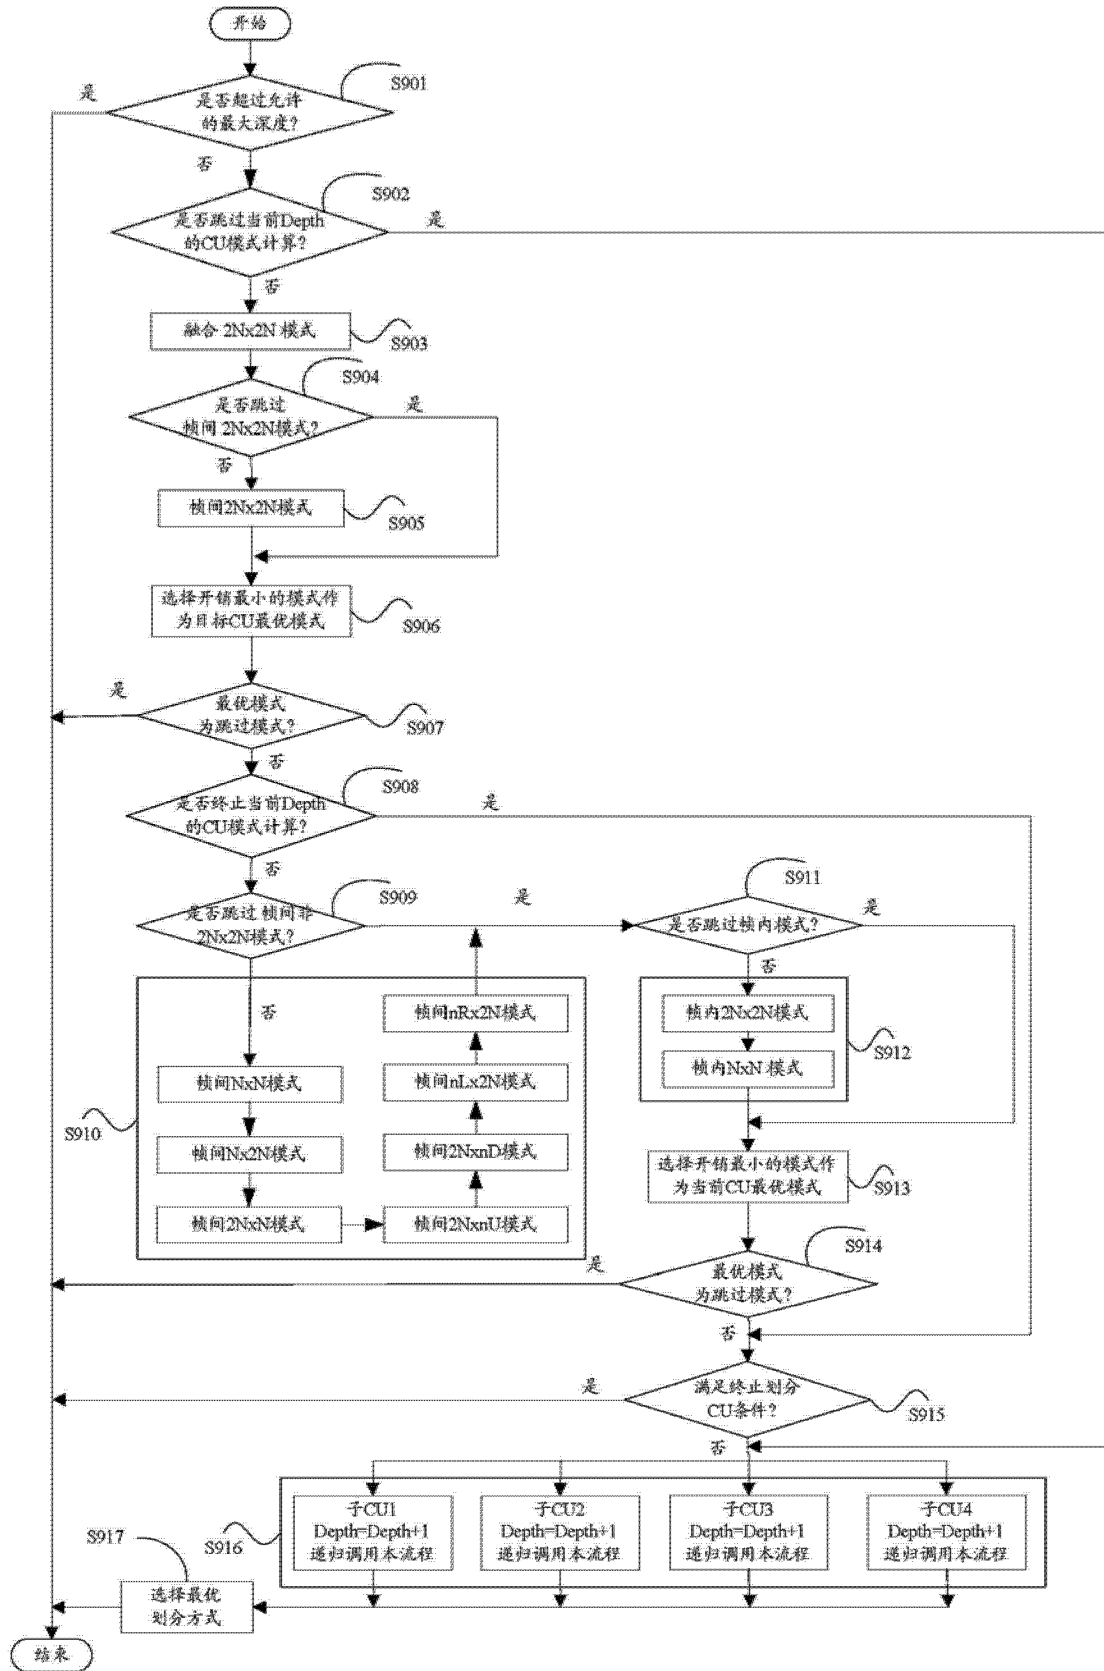 开始
S901
是
是否超过允许
的最大深度?
否
S902
是否跳过当前Depth
的CU模式计算?
是
否
融合 2Nx2N 模式
S903
S904
是否跳过
帧间 2Nx2N模式?
是
否
帧间2Nx2N模式
S905
选择开销最小的模式作
为目标CU最优模式
S906
是
最优模式
为跳过模式?
S907
否
S908
是否终止当前Depth
的CU模式计算?
是
否
S909
是否跳过 帧间非
2Nx2N模式?
是
S911
是否跳过帧内模式?
是
否
否
帧间nRx2N模式
帧内2Nx2N模式
S912
帧内NxN 模式
帧间NxN模式
帧间nLx2N模式
S910
帧间Nx2N模式
帧间2NxnD模式
选择开销最小的模式作
为当前CU最优模式
S913
帧间2NxN模式
帧间2NxnU模式
S914
是
最优模式
为跳过模式?
否
是
满足终止划分
CU条件?
S915
否
S916
子CU1
Depth=Depth+1
递归调用本流程
子CU2
Depth=Depth+1
递归调用本流程
子CU3
Depth=Depth+1
递归调用本流程
子CU4
Depth=Depth+1
递归调用本流程
S917
选择最优
划分方式
结束